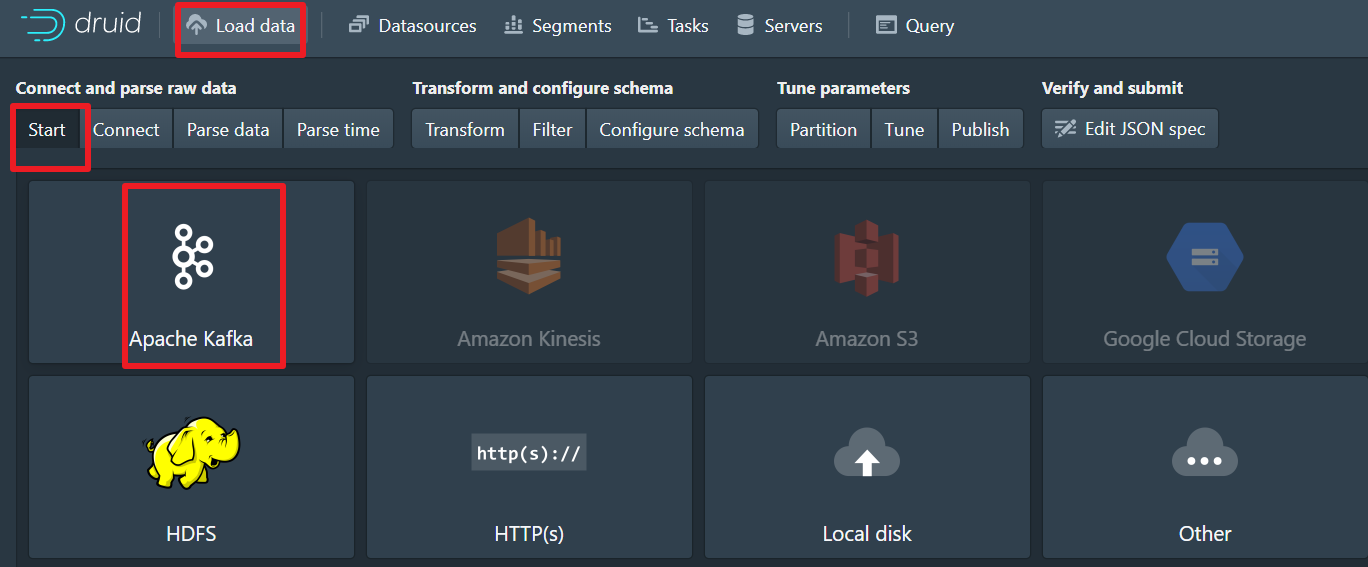 druid Load data Datasources Segments Tasks Servers Query
Connect and parse raw data Transform and configure schema Tune parameters Verify and submit
Start Connect Parse data Parse time Transform Filter Configure schema Partition Tune Publish Edit JSON spec
Apache Kafka Amazon Kinesis Amazon S3 Google Cloud Storage
http(s)://
HDFS HTTP(s) Local disk Other